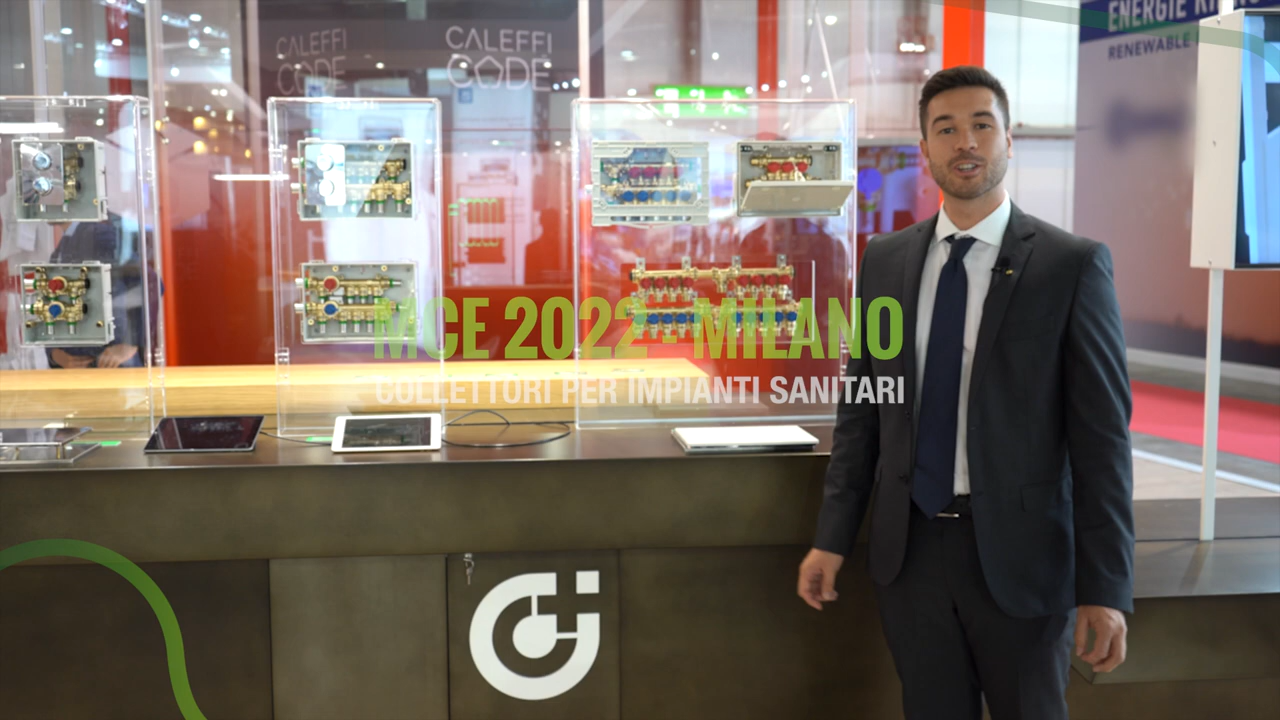 CALEFFI
CODE
CALEFFI
CODE
ENERGIE
RENEWABLE
MCE 2022 - MILANO
COLLETTORI PER IMPIANTI SANITARI